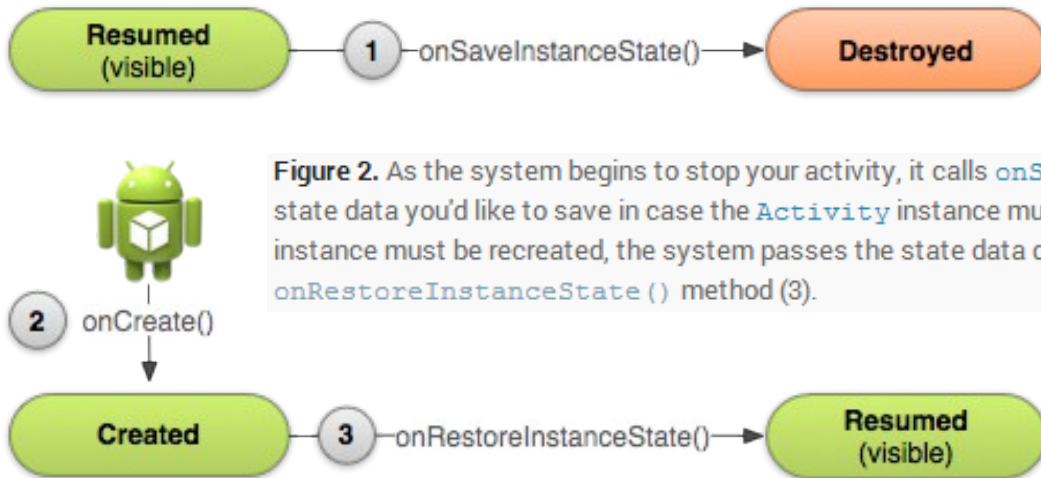 Resumed
(visible)
1
onSaveInstanceState()
Destroyed
Figure 2. As the system begins to stop your activity, it calls
state data you'd like to save in case the Activity instance
instance must be recreated, the system passes the state data
onRestoreInstanceState() method (3).
2
onCreate()
Created
3
onRestoreInstanceState()
Resumed
(visible)